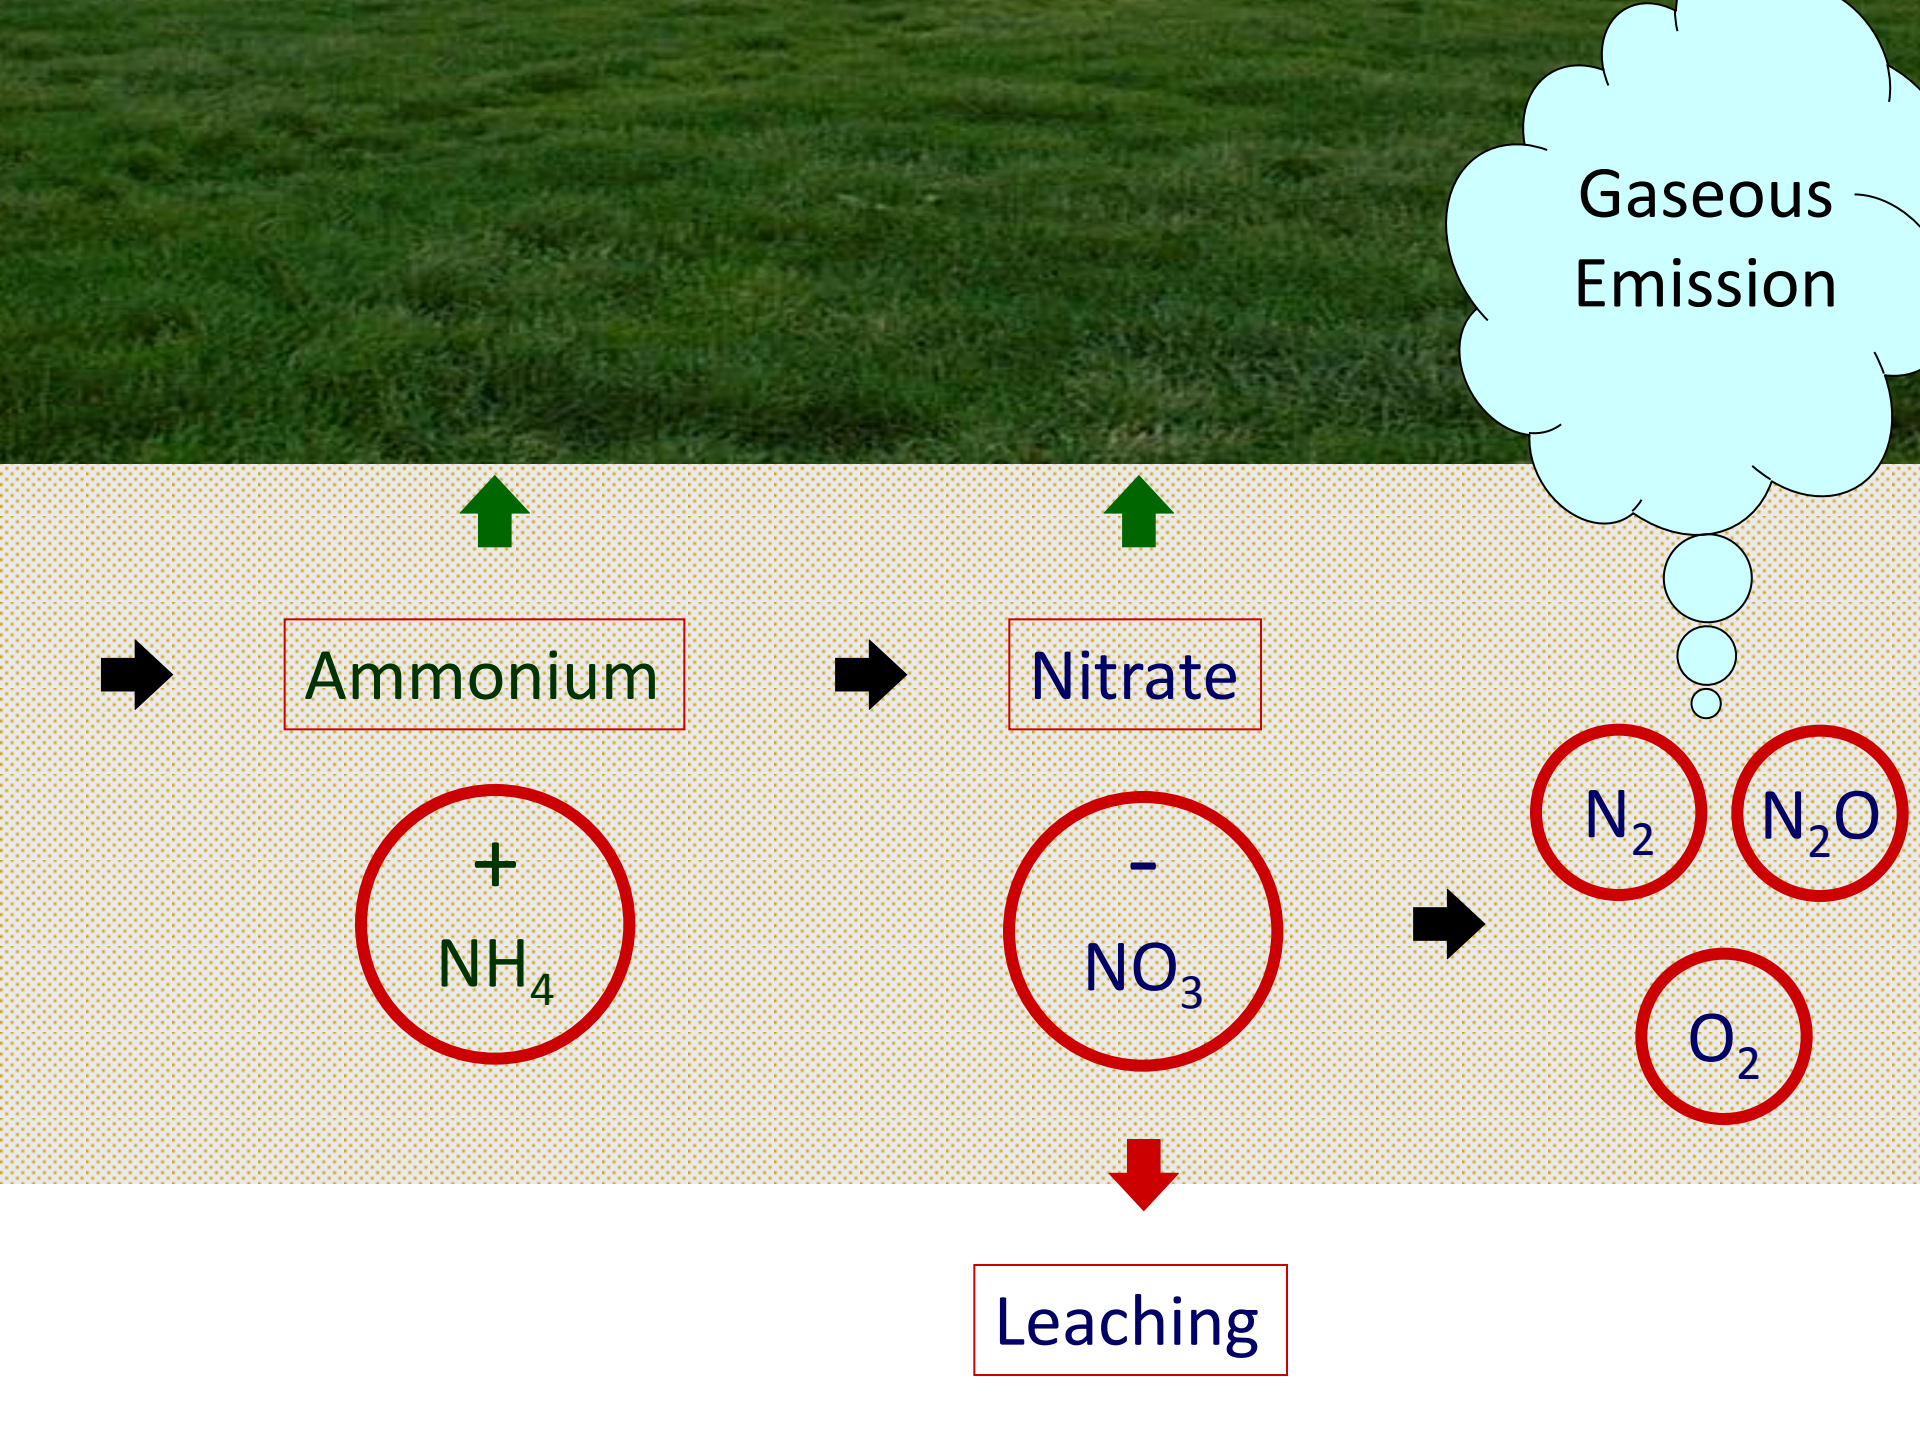 Gaseous
Emission
Ammonium
Nitrate
+
NH₄
-
NO₃
N₂
N₂O
O₂
Leaching